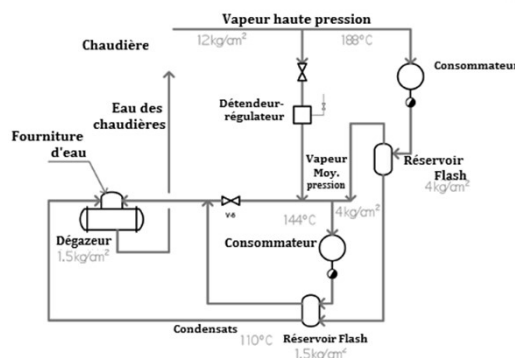 Vapeur haute pression
12kg/cm²
188°C
Chaudière
Consommateur
Détendeur-
régulateur
Eau des
chaudières
Fourniture
d'eau
Vapeur
Moy.
pression
Réservoir
Flash
4kg/cm²
V-6
144°C
4kg/cm²
Consommateur
Dégazeur
1.5kg/cm²
Condensats
110°C
Réservoir Flash
1.5kg/cm²